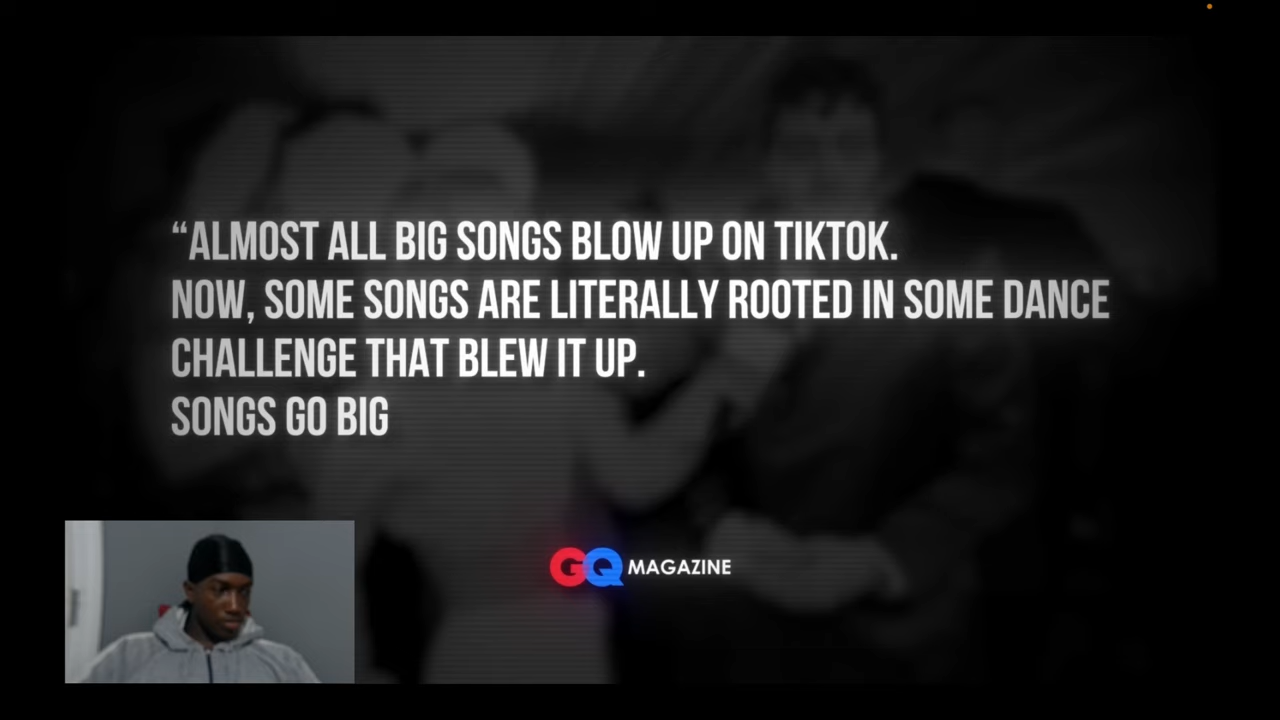 “ALMOST ALL BIG SONGS BLOW UP ON TIKTOK.
NOW, SOME SONGS ARE LITERALLY ROOTED IN SOME DANCE
CHALLENGE THAT BLEW IT UP.
SONGS GO BIG
GQ MAGAZINE